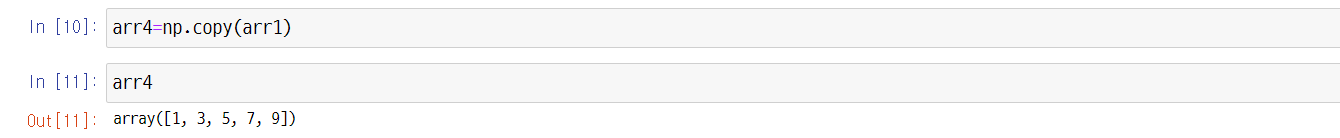 In [10]: arr4=np.copy(arr1)
In [11]: arr4
Out[11]: array([1, 3, 5, 7, 9])